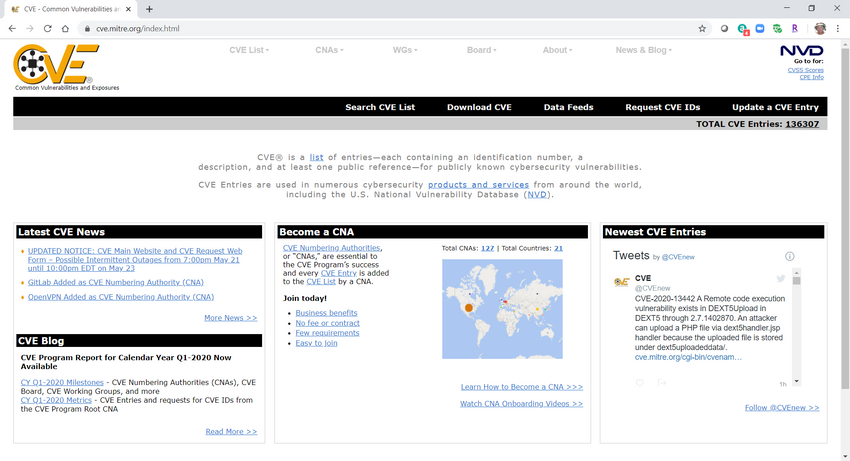 CVE - Common Vulnerabilities an
cve.mitre.org/index.html
CVE
Common Vulnerabilities and Exposures
CVE List
CNAs
WGs
Board
About
News & Blog
NVD
Go to for:
CVSS Scores
CPE Info
Search CVE List
Download CVE
Data Feeds
Request CVE IDs
Update a CVE Entry
TOTAL CVE Entries: 136307
CVE® is a list of entries—each containing an identification number, a
description, and at least one public reference—for publicly known cybersecurity vulnerabilities.
CVE Entries are used in numerous cybersecurity products and services from around the world,
including the U.S. National Vulnerability Database (NVD).
Latest CVE News
UPDATED NOTICE: CVE Main Website and CVE Request Web
Form – Possible Intermittent Outages from 7:00pm May 21
until 10:00pm EDT on May 23
GitLab Added as CVE Numbering Authority (CNA)
OpenVPN Added as CVE Numbering Authority (CNA)
More News >>
CVE Blog
CVE Program Report for Calendar Year Q1-2020 Now
Available
CY Q1-2020 Milestones - CVE Numbering Authorities (CNAs), CVE
Board, CVE Working Groups, and more
CY Q1-2020 Metrics - CVE Entries and requests for CVE IDs from
the CVE Program Root CNA
Read More >>
Become a CNA
CVE Numbering Authorities,
or "CNAs," are essential to
the CVE Program's success
and every CVE Entry is added
to the CVE List by a CNA.
Join today!
Business benefits
No fee or contract
Few requirements
Easy to join
Total CNAs: 127 | Total Countries: 21
Learn How to Become a CNA >>>
Watch CNA Onboarding Videos >>
Newest CVE Entries
Tweets by @CVEnew
CVE
@CVEnew
CVE-2020-13442 A Remote code execution
vulnerability exists in DEXT5Upload in
DEXT5 through 2.7.1402870. An attacker
can upload a PHP file via dext5handler.jsp
handler because the uploaded file is stored
under dext5uploadeddata/.
cve.mitre.org/cgi-bin/cvenam…
1h
Follow @CVEnew >>